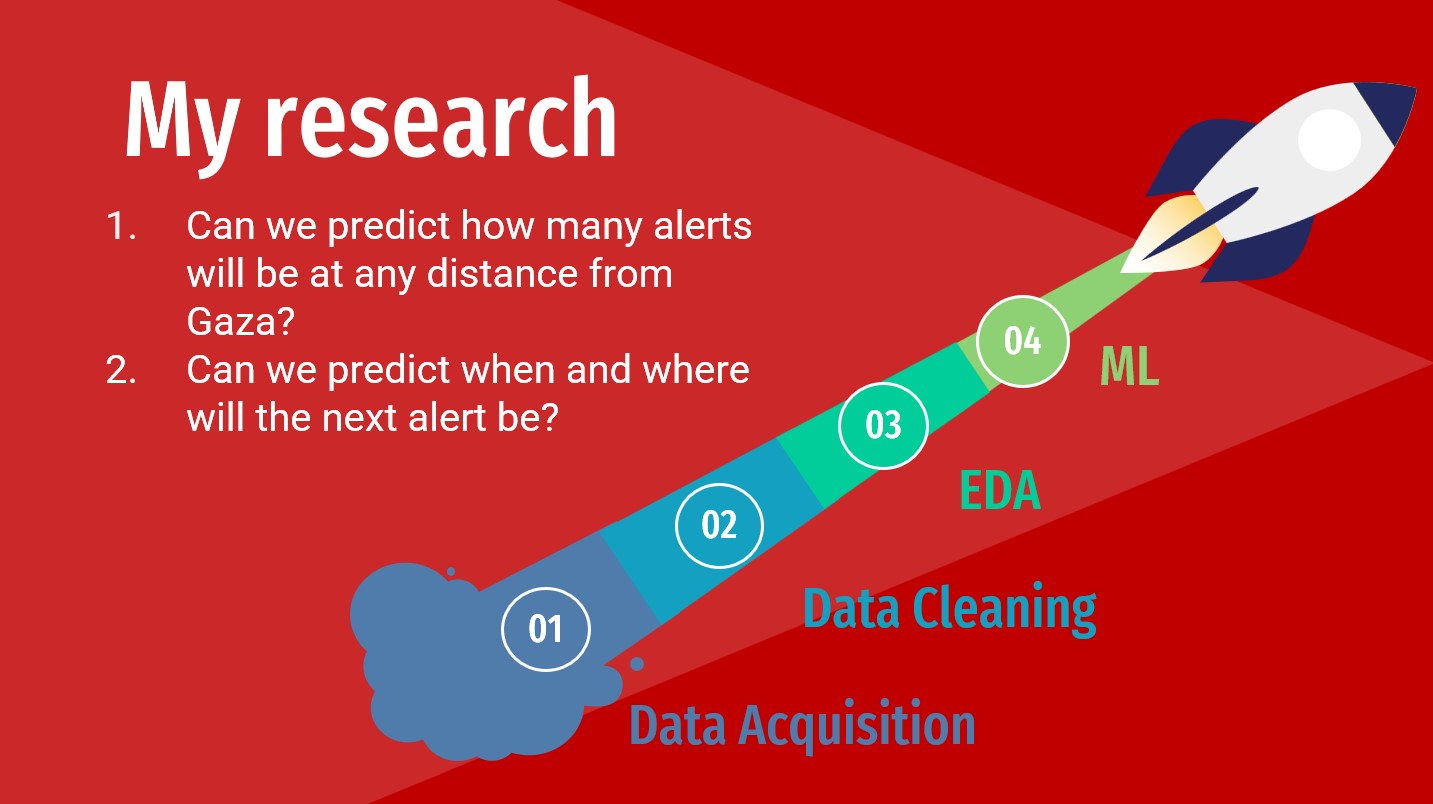 My research
1. Can we predict how many alerts
will be at any distance from
Gaza?
2. Can we predict when and where
will the next alert be?
04
ML
03
EDA
02
Data Cleaning
01
Data Acquisition